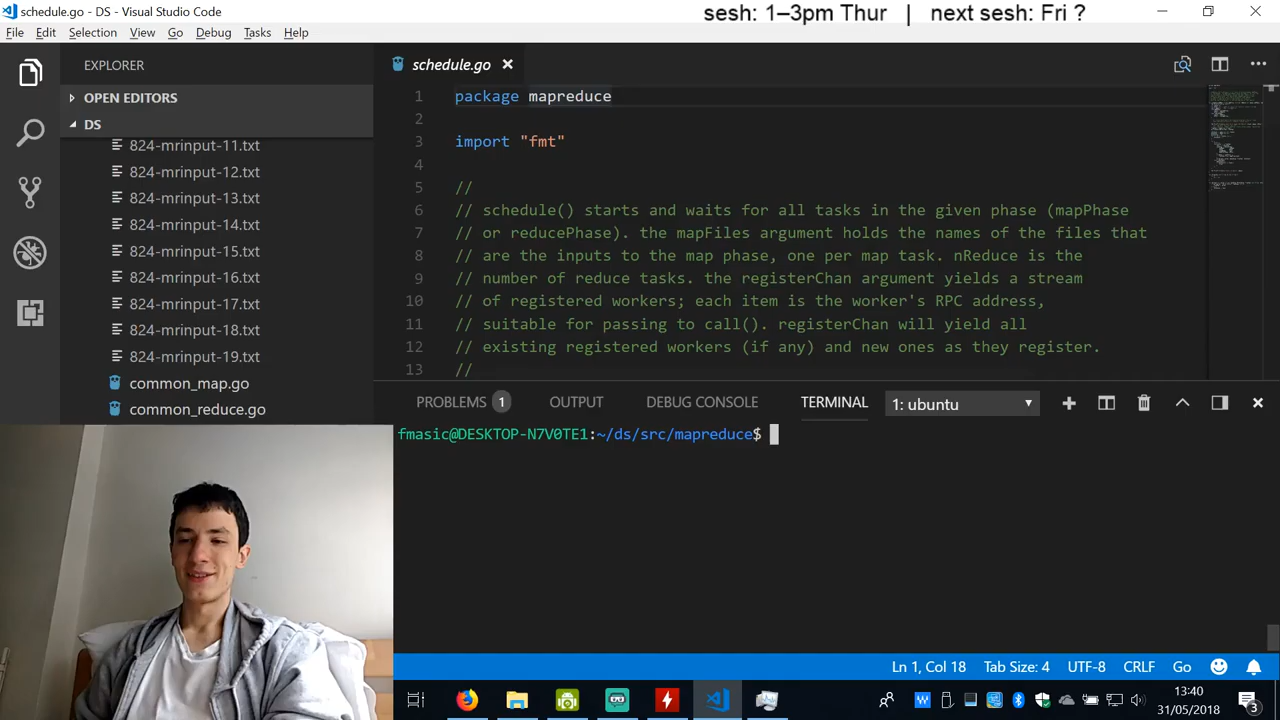 schedule.go - DS - Visual Studio Code
sesh: 1–3pm Thur | next sesh: Fri ?
File Edit Selection View Go Debug Tasks Help
EXPLORER
OPEN EDITORS
DS
824-mrinput-11.txt
824-mrinput-12.txt
824-mrinput-13.txt
824-mrinput-14.txt
824-mrinput-15.txt
824-mrinput-16.txt
824-mrinput-17.txt
824-mrinput-18.txt
824-mrinput-19.txt
common_map.go
common_reduce.go
schedule.go
1 package mapreduce
2
3 import "fmt"
4
5 //
6 // schedule() starts and waits for all tasks in the given phase (mapPhase
7 // or reducePhase). the mapFiles argument holds the names of the files that
8 // are the inputs to the map phase, one per map task. nReduce is the
9 // number of reduce tasks. the registerChan argument yields a stream
10 // of registered workers; each item is the worker's RPC address,
11 // suitable for passing to call(). registerChan will yield all
12 // existing registered workers (if any) and new ones as they register.
13 //
PROBLEMS 1 OUTPUT DEBUG CONSOLE TERMINAL 1: ubuntu
fmasic@DESKTOP-N7V0TE1:~/ds/src/mapreduce$
Ln 1, Col 18 Tab Size: 4 UTF-8 CRLF Go
13:40
31/05/2018
3